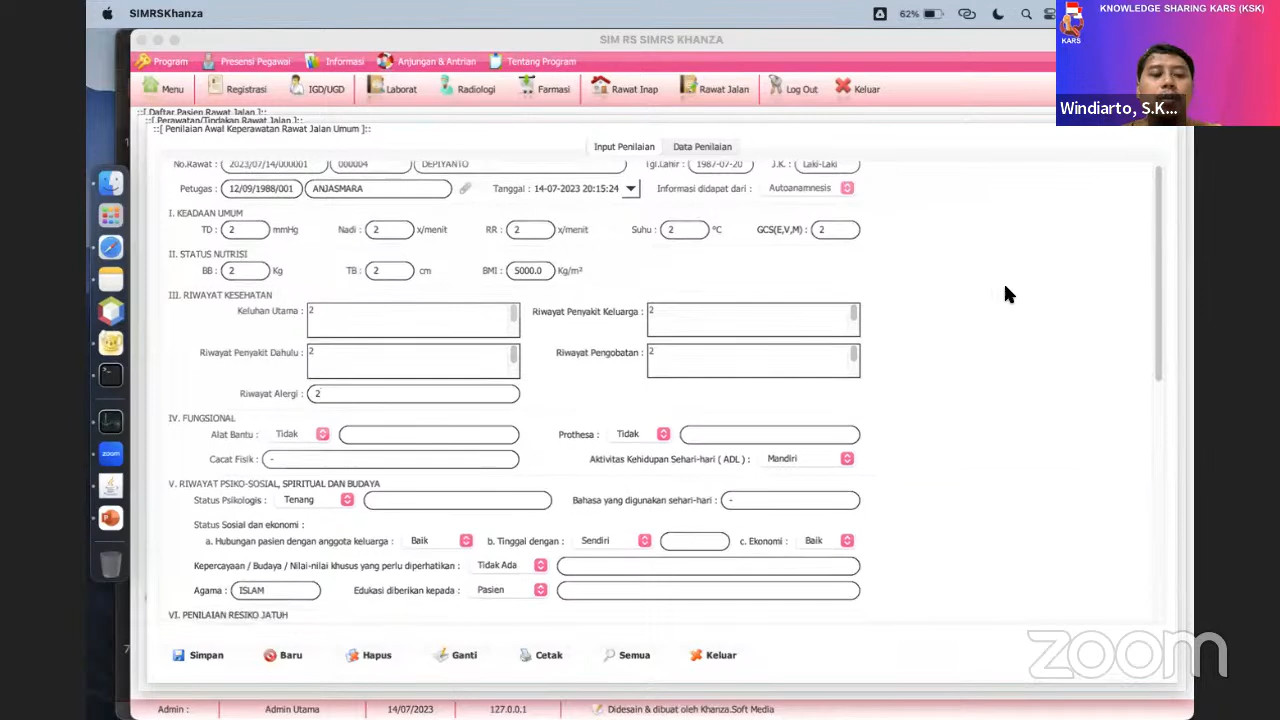 SIMRSKhanza
62%
KNOWLEDGE SHARING KARS (KSK)
KARS
Windiarto, S.K...
SIM RS SIMRS KHANZA
Program Presensi Pegawai Informasi Anjungan & Antrian Tentang Program
Menu Registrasi IGD/UGD Laborat Radiologi Farmasi Rawat Inap Rawat Jalan Log Out Keluar
::[ Daftar Pasien Rawat Jalan ]::
::[ Perawatan/Tindakan Rawat Jalan ]::
::[ Penilaian Awal Keperawatan Rawat Jalan Umum ]::
Input Penilaian Data Penilaian
No.Rawat : 2023/07/14/000001 000004 DEPIYANTO Tgl.Lahir : 1987-07-20 J.K. : Laki-Laki
Petugas : 12/09/1988/001 ANJASMARA Tanggal : 14-07-2023 20:15:24 Informasi didapat dari : Autoanamnesis
I. KEADAAN UMUM
TD : 2 mmHg Nadi : 2 x/menit RR : 2 x/menit Suhu : 2 °C GCS(E,V,M) : 2
II. STATUS NUTRISI
BB : 2 Kg TB : 2 cm BMI : 5000.0 Kg/m²
III. RIWAYAT KESEHATAN
Keluhan Utama : 2 Riwayat Penyakit Keluarga : 2
Riwayat Penyakit Dahulu : 2 Riwayat Pengobatan : 2
Riwayat Alergi : 2
IV. FUNGSIONAL
Alat Bantu : Tidak Prothesa : Tidak
Cacat Fisik : - Aktivitas Kehidupan Sehari-hari ( ADL ) : Mandiri
V. RIWAYAT PSIKO-SOSIAL, SPIRITUAL DAN BUDAYA
Status Psikologis : Tenang Bahasa yang digunakan sehari-hari : -
Status Sosial dan ekonomi :
a. Hubungan pasien dengan anggota keluarga : Baik b. Tinggal dengan : Sendiri c. Ekonomi : Baik
Kepercayaan / Budaya / Nilai-nilai khusus yang perlu diperhatikan : Tidak Ada
Agama : ISLAM Edukasi diberikan kepada : Pasien
VI. PENILAIAN RESIKO JATUH
Simpan Baru Hapus Ganti Cetak Semua Keluar
zoom
zoom
Admin : Admin Utama 14/07/2023 127.0.0.1 Didesain & dibuat oleh Khanza.Soft Media